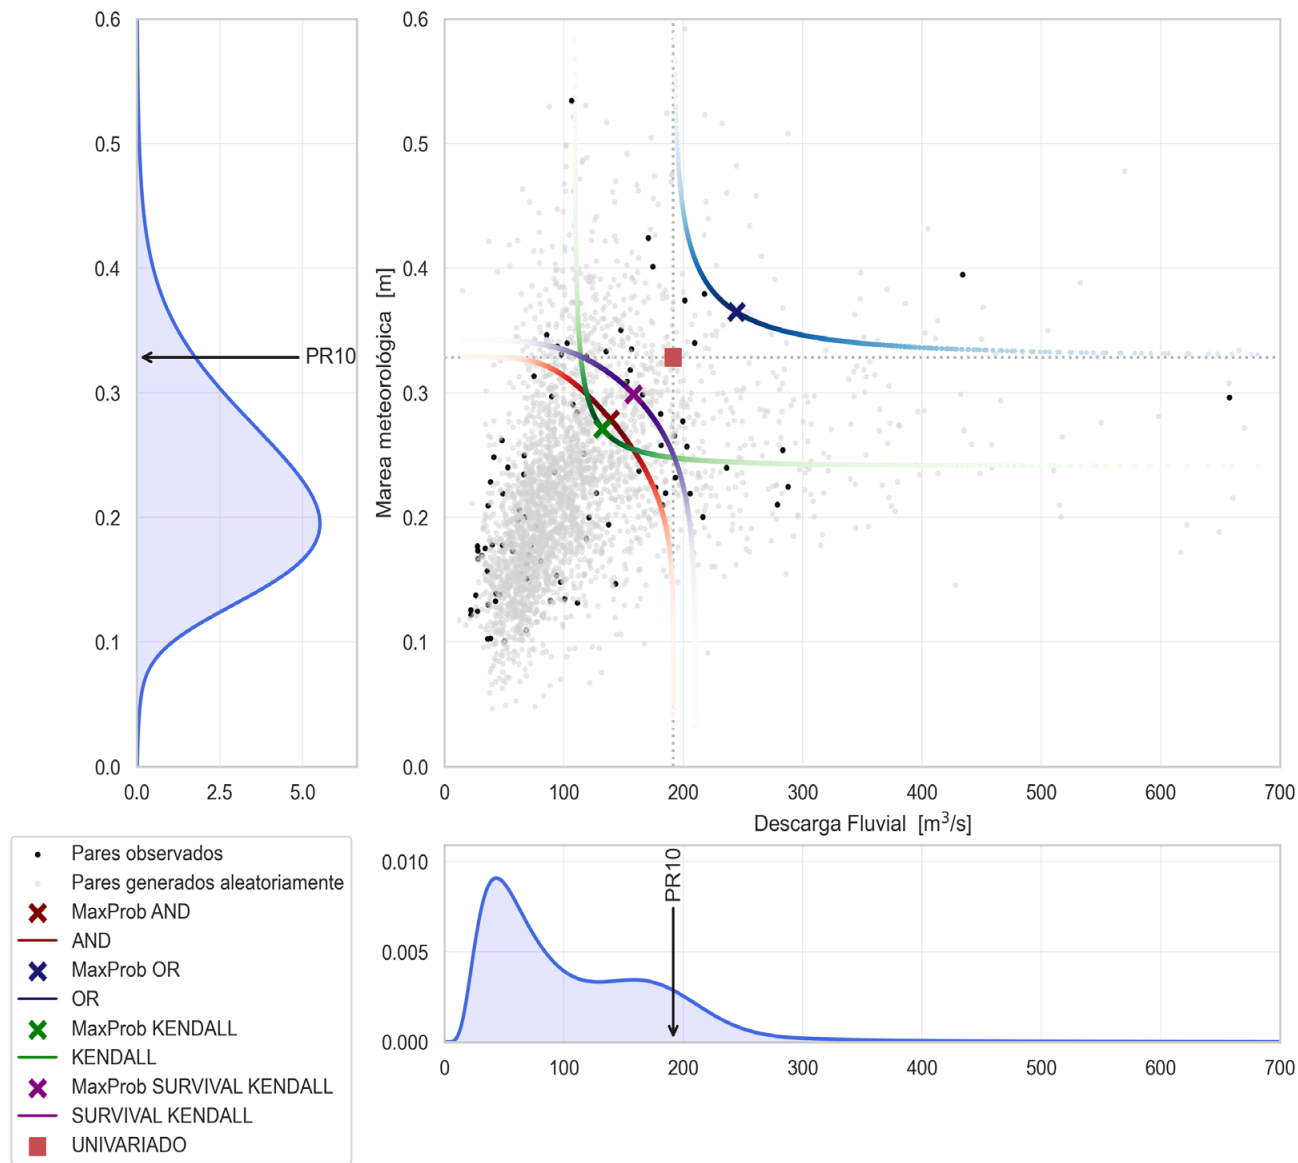 0.6
0.5
0.4
0.3
0.2
0.1
0.0
0.0 2.5 5.0
PR10
Marea meteorológica [m]
0.6
0.5
0.4
0.3
0.2
0.1
0.0
0 100 200 300 400 500 600 700
Descarga Fluvial [m³/s]
Pares observados
Pares generados aleatoriamente
MaxProb AND
AND
MaxProb OR
OR
MaxProb KENDALL
KENDALL
MaxProb SURVIVAL KENDALL
SURVIVAL KENDALL
UNIVARIADO
0.010
0.005
0.000
PR10
0 100 200 300 400 500 600 700